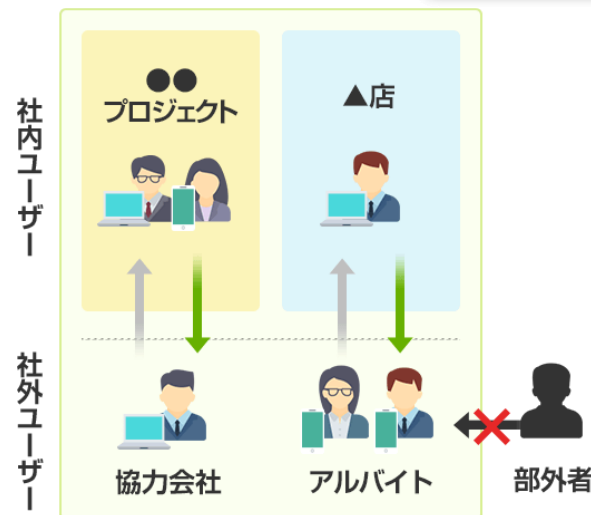 ●●
プロジェクト
▲店
社内ユーザー
社外ユーザー
協力会社
アルバイト
部外者